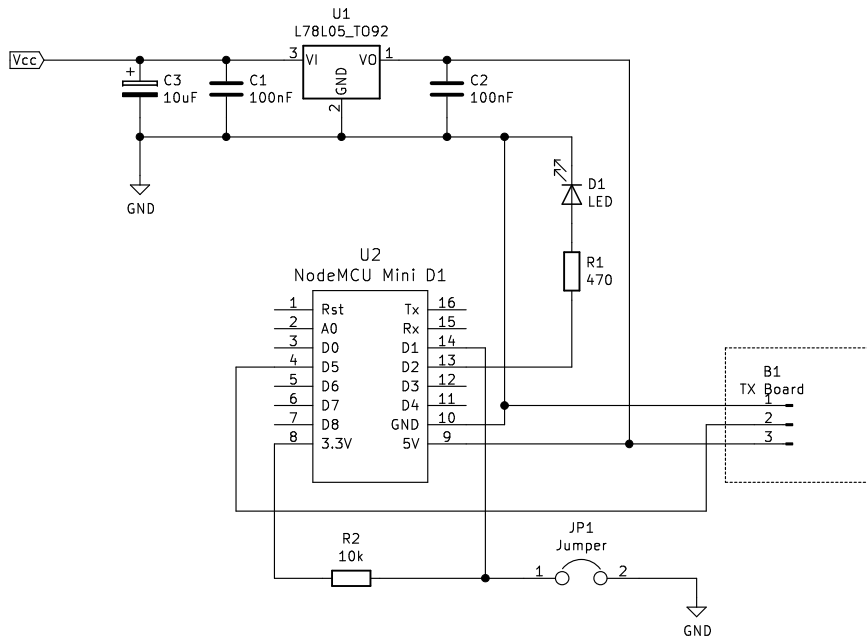 U1
L78L05_TO92
Vcc
3 VI VO 1
GND
2
+
C3
10uF
C1
100nF
C2
100nF
GND
D1
LED
R1
470
U2
NodeMCU Mini D1
1 Rst Tx 16
2 A0 Rx 15
3 D0 D1 14
4 D5 D2 13
5 D6 D3 12
6 D7 D4 11
7 D8 GND 10
8 3.3V 5V 9
B1
TX Board
1
2
3
R2
10k
JP1
Jumper
1 2
GND